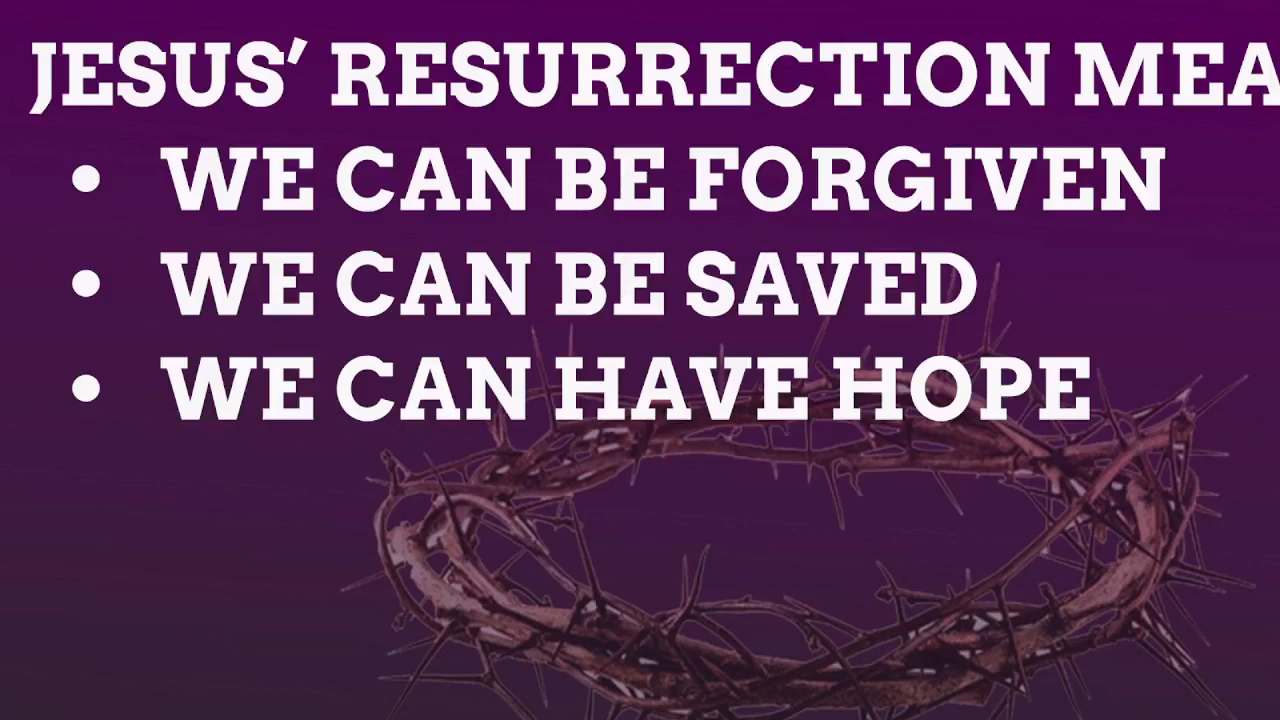 JESUS’ RESURRECTION MEA
• WE CAN BE FORGIVEN
• WE CAN BE SAVED
• WE CAN HAVE HOPE